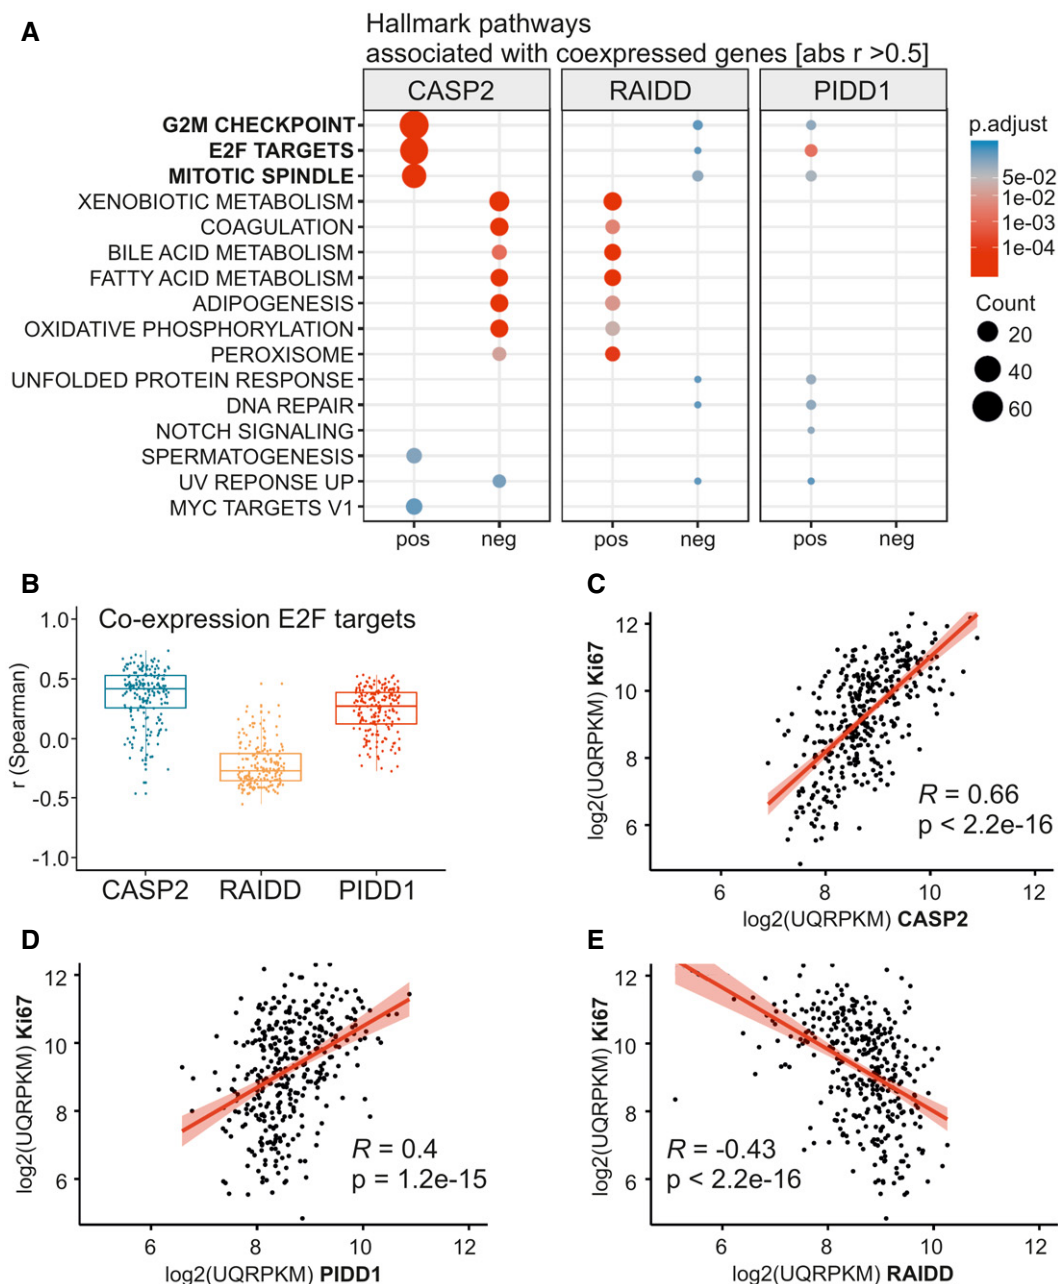 A
Hallmark pathways
associated with coexpressed genes [abs r >0.5]
CASP2 RAIDD PIDD1
G2M CHECKPOINT
E2F TARGETS
MITOTIC SPINDLE
XENOBIOTIC METABOLISM
COAGULATION
BILE ACID METABOLISM
FATTY ACID METABOLISM
ADIPOGENESIS
OXIDATIVE PHOSPHORYLATION
PEROXISOME
UNFOLDED PROTEIN RESPONSE
DNA REPAIR
NOTCH SIGNALING
SPERMATOGENESIS
UV REPONSE UP
MYC TARGETS V1
pos neg pos neg pos neg
p.adjust
5e-02
1e-02
1e-03
1e-04
Count
20
40
60
B
Co-expression E2F targets
r (Spearman)
1.0
0.5
0.0
-0.5
-1.0
CASP2 RAIDD PIDD1
C
log2(UQRPKM) Ki67
12
10
8
6
R = 0.66
p < 2.2e-16
6 8 10 12
log2(UQRPKM) CASP2
D
log2(UQRPKM) Ki67
12
10
8
6
R = 0.4
p = 1.2e-15
6 8 10 12
log2(UQRPKM) PIDD1
E
log2(UQRPKM) Ki67
12
10
8
6
R = -0.43
p < 2.2e-16
6 8 10 12
log2(UQRPKM) RAIDD